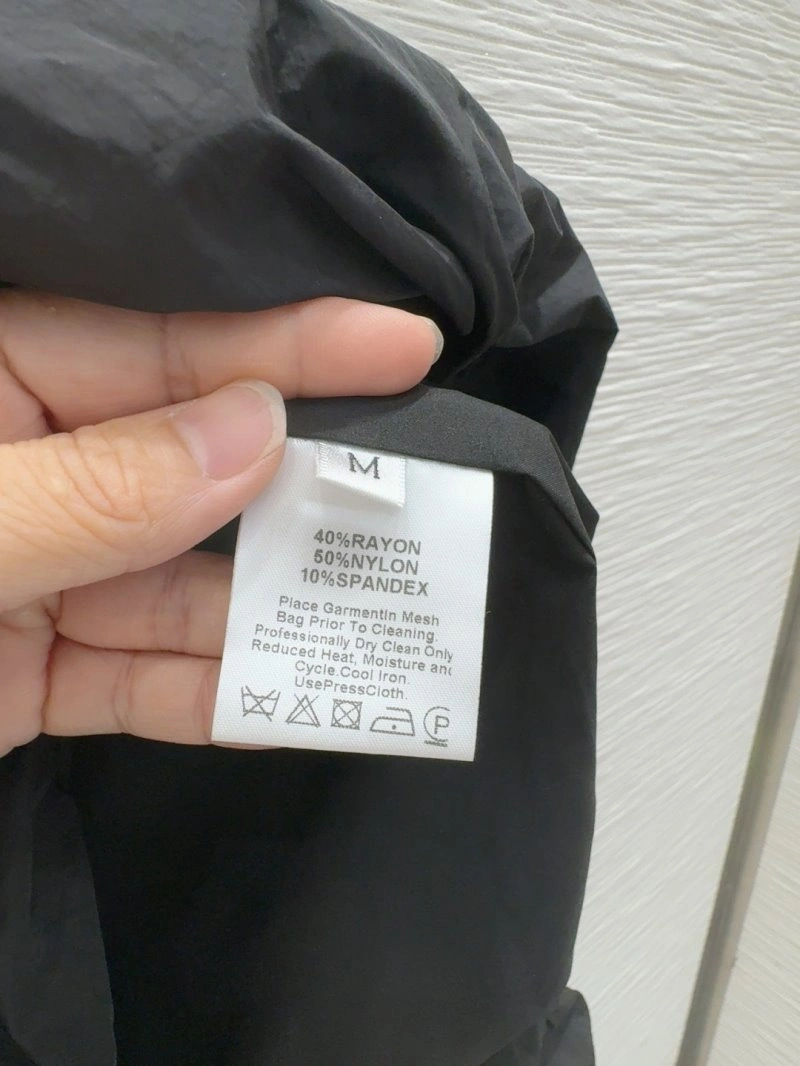 M
40%RAYON
50%NYLON
10%SPANDEX
Place GarmentIn Mesh
Bag Prior To Cleaning.
Professionally Dry Clean Only
Reduced Heat, Moisture and
Cycle.Cool Iron.
UsePressCloth.
P